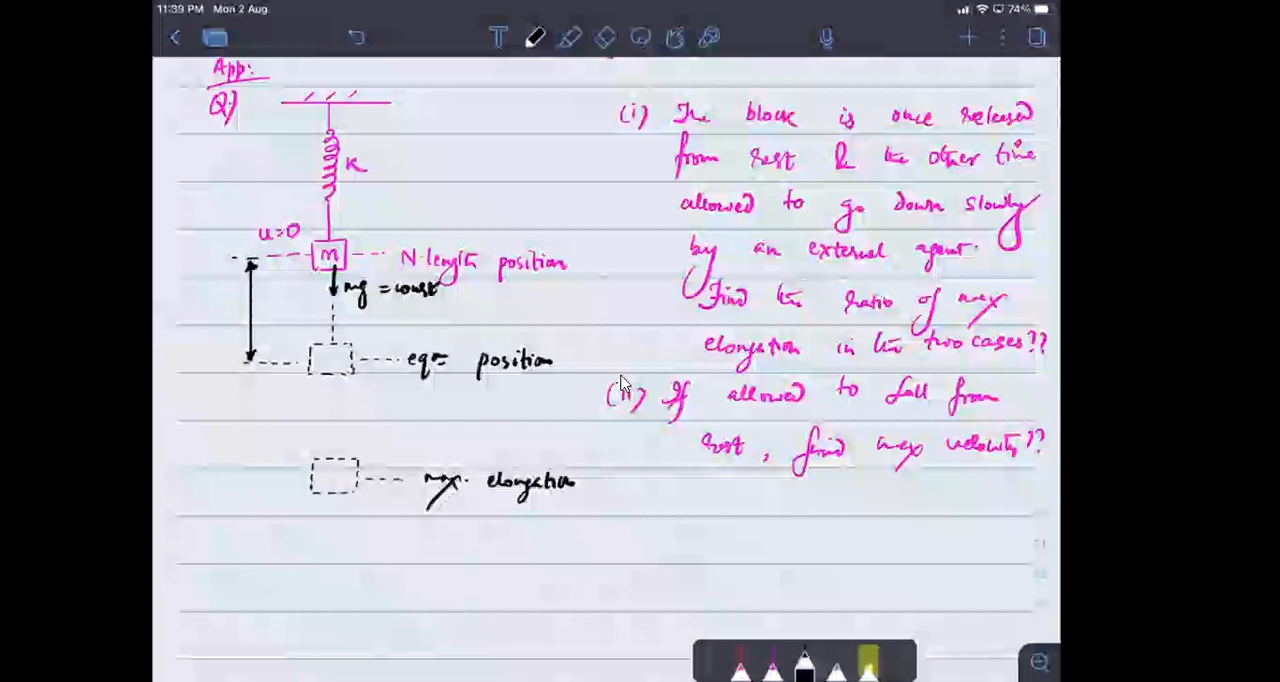 11:39 PM Mon 2 Aug
74%
App:
Q)
K
u=0
m
N-length position
mg = const
eqm position
max. elongation
(i) The block is once released
from rest & the other time
allowed to go down slowly
by an external agent.
Find the ratio of max
elongation in the two cases??
(ii) If allowed to fall from
rest, find max velocity??